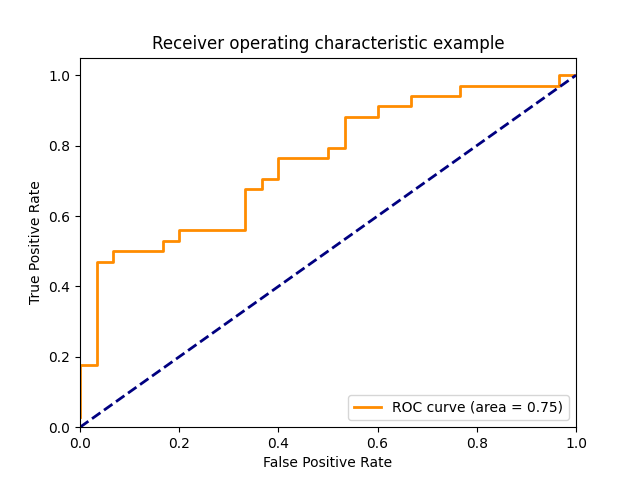 Receiver operating characteristic example
True Positive Rate
1.0
0.8
0.6
0.4
0.2
0.0
ROC curve (area = 0.75)
0.0 0.2 0.4 0.6 0.8 1.0
False Positive Rate